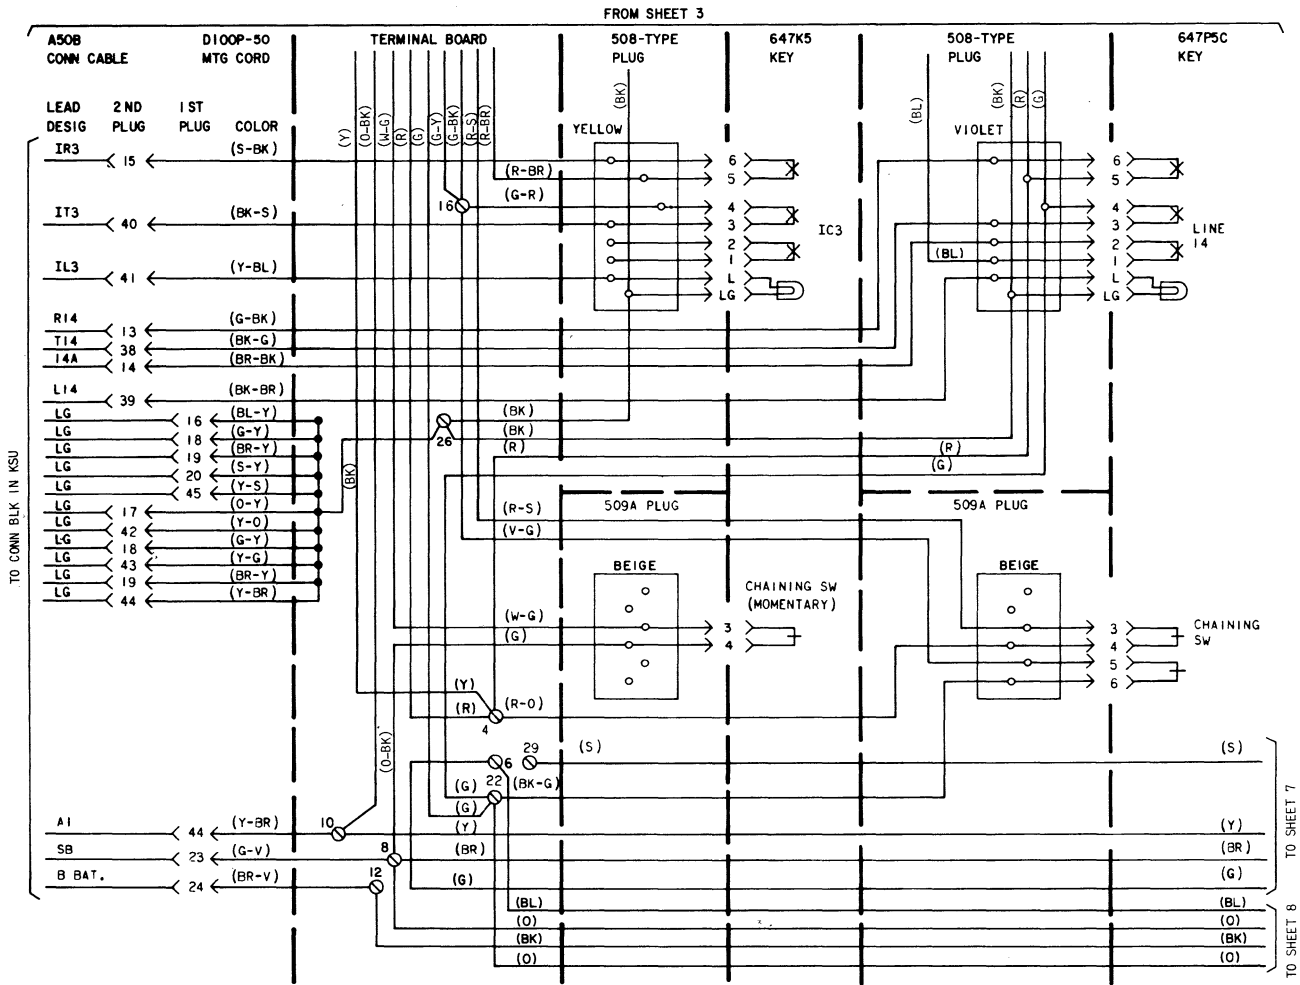 FROM SHEET 3
A50B D100P-50 TERMINAL BOARD 508-TYPE 647K5 508-TYPE 647P5C
CONN CABLE MTG CORD PLUG KEY PLUG KEY
LEAD 2ND 1ST
DESIG PLUG PLUG COLOR
(Y) (O-BK) (W-G) (R) (G) (G-Y) (G-BK) (R-S) (R-BR) (BK) (BL) (BK) (R) (G)
YELLOW VIOLET
IR3 15 (S-BK) 6 6
(R-BR) 5 5
16 (G-R) 4 4
IT3 40 (BK-S) 3 IC3 3 LINE
2 2 14
1 (BL) 1
IL3 41 (Y-BL) L L
LG LG
R14 13 (G-BK)
T14 38 (BK-G)
14A 14 (BR-BK)
L14 39 (BK-BR)
LG 16 (BL-Y) (BK)
LG 18 (G-Y) 26 (BK)
LG 19 (BR-Y) (R) (R)
LG 20 (S-Y) (BK) (G)
LG 45 (Y-S)
LG 17 (O-Y) (R-S) 509A PLUG 509A PLUG
LG 42 (Y-O) (V-G)
LG 18 (G-Y)
LG 43 (Y-G) BEIGE BEIGE
LG 19 (BR-Y) CHAINING SW
LG 44 (Y-BR) (MOMENTARY)
TO CONN BLK IN KSU
(W-G) 3 3 CHAINING
(G) 4 4 SW
5
(Y) 6
(R) 4 (R-O)
(O-BK) 6 29 (S) (S)
(G) 22 (BK-G)
(G)
A1 44 (Y-BR) 10 (Y) (Y)
SB 23 (G-V) 8 (BR) (BR)
B BAT. 24 (BR-V) 12 (G) (G)
TO SHEET 7
(BL) (BL)
(O) (O)
(BK) (BK)
(O) (O)
TO SHEET 8